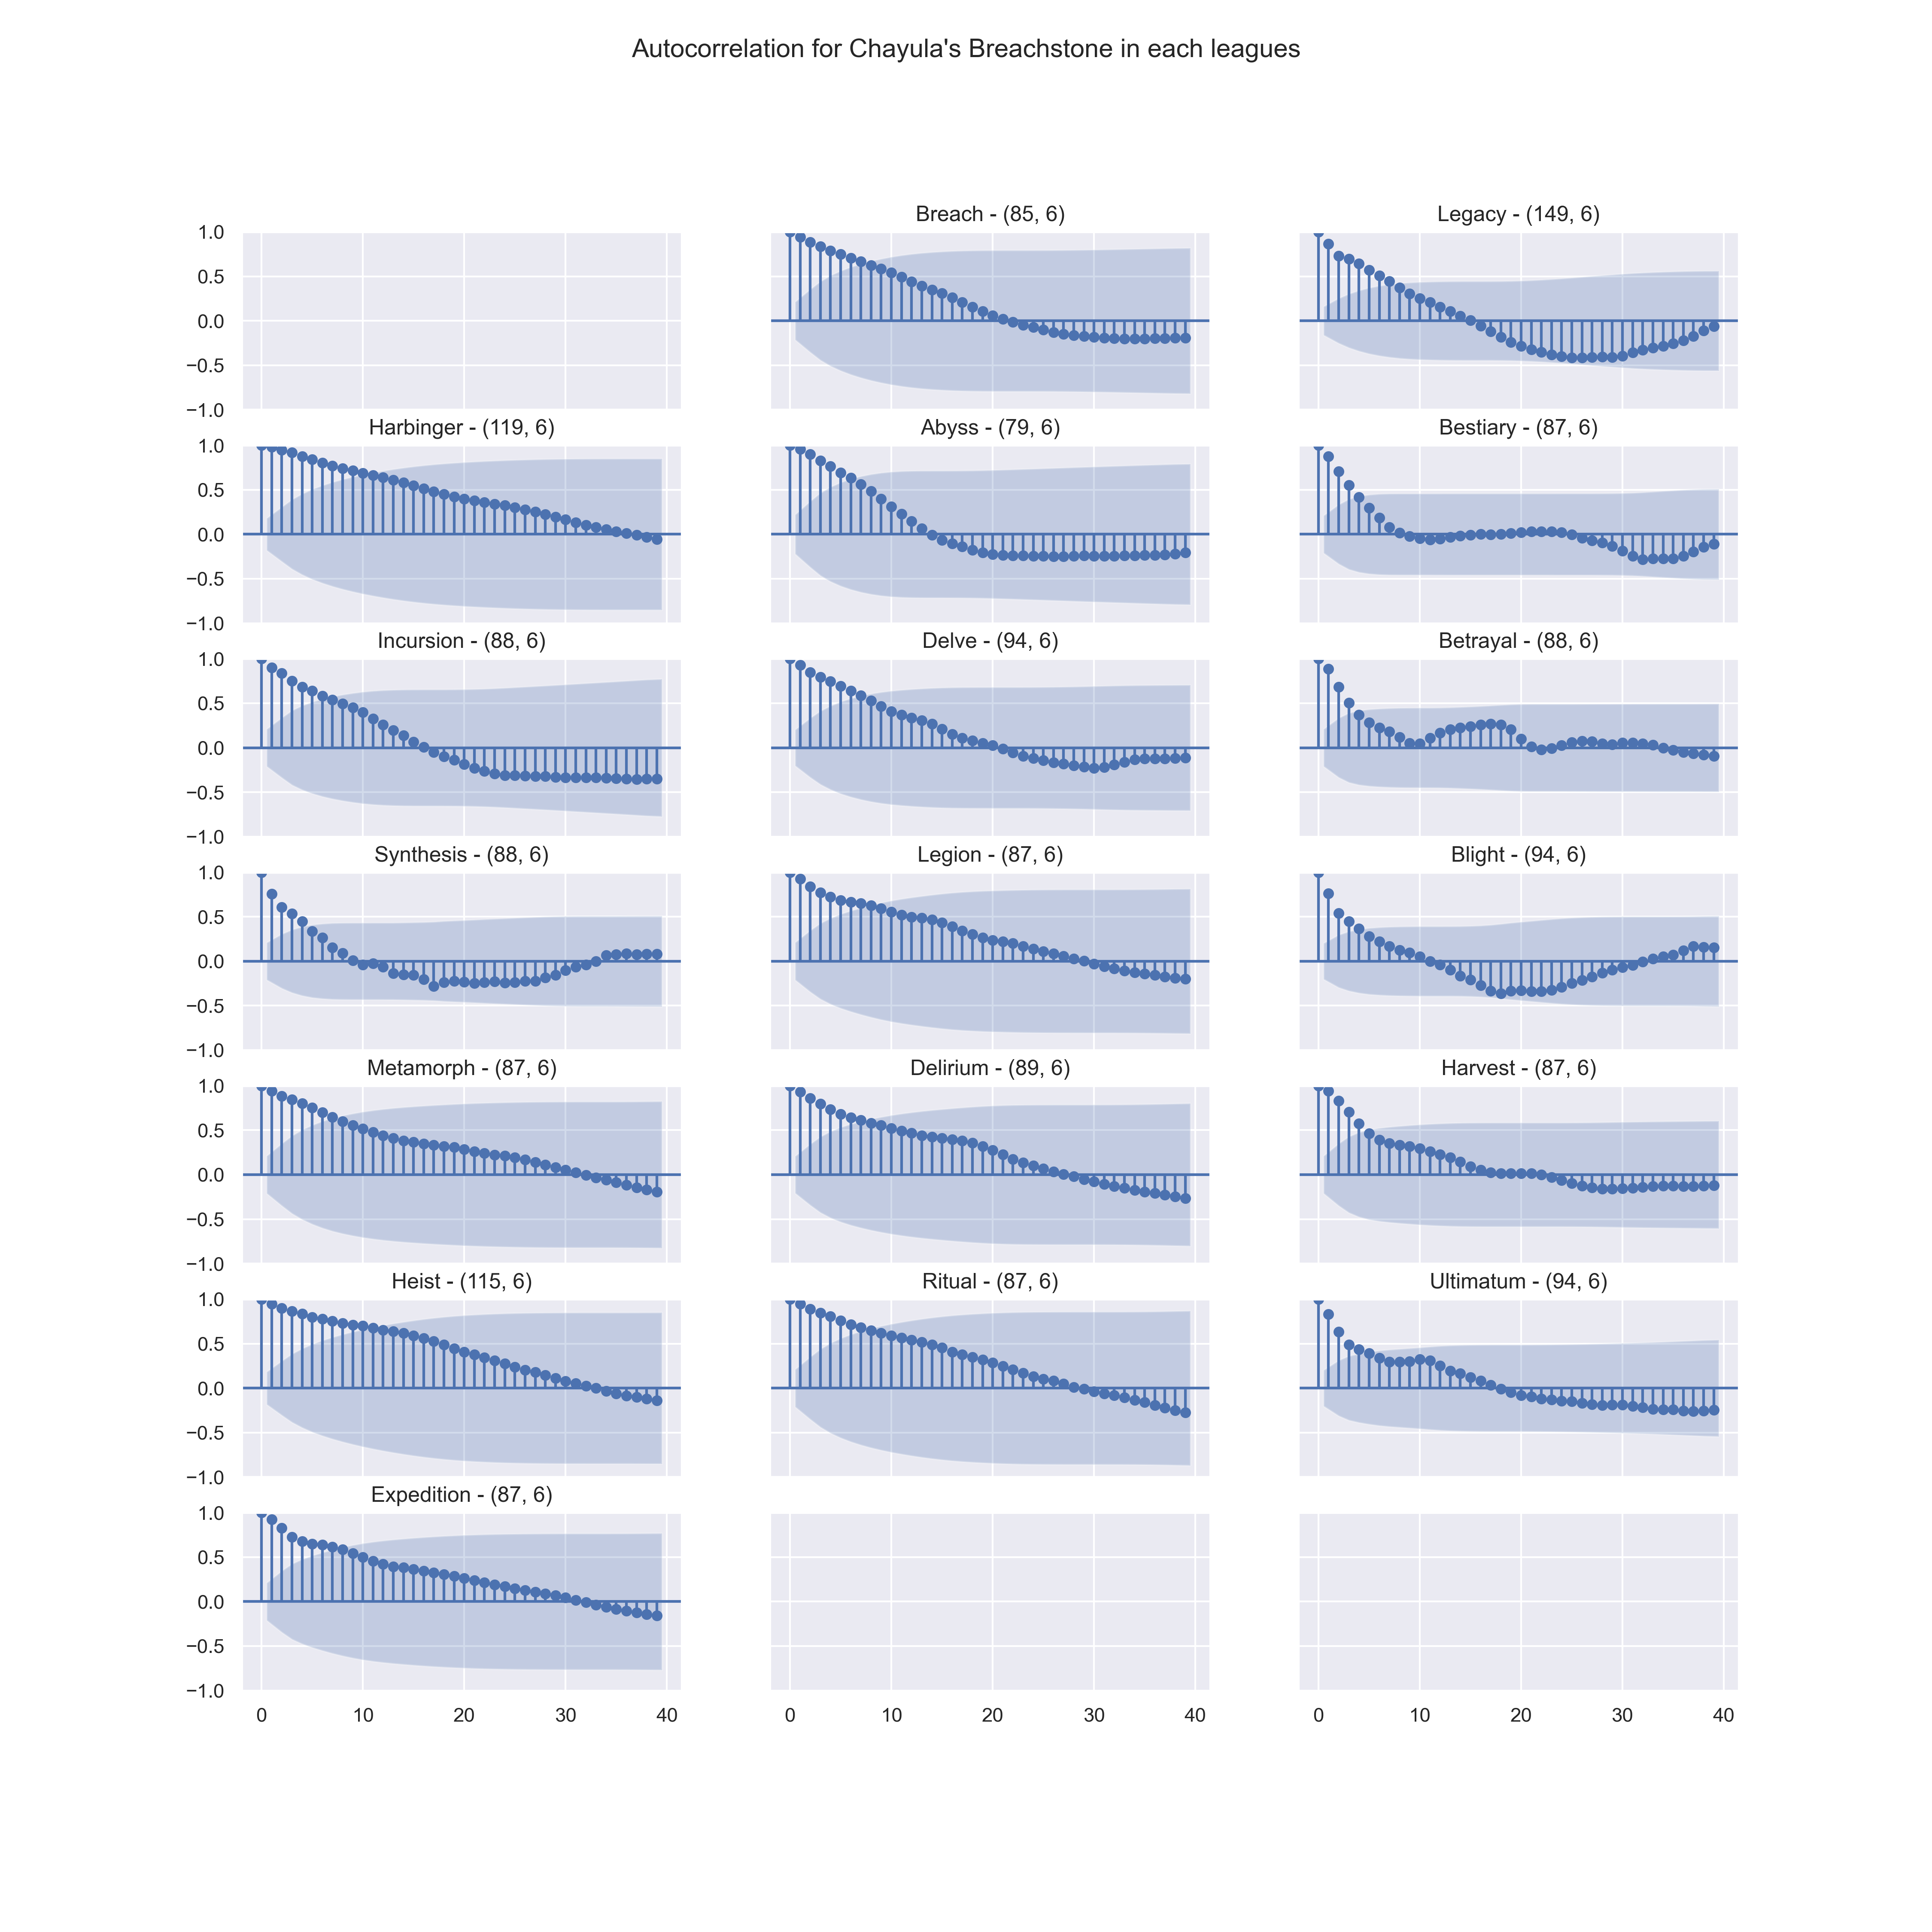 Autocorrelation for Chayula's Breachstone in each leagues
Breach - (85, 6)
Legacy - (149, 6)
1.0
0.5
0.0
−0.5
−1.0
Harbinger - (119, 6)
Abyss - (79, 6)
Bestiary - (87, 6)
1.0
0.5
0.0
−0.5
−1.0
Incursion - (88, 6)
Delve - (94, 6)
Betrayal - (88, 6)
1.0
0.5
0.0
−0.5
−1.0
Synthesis - (88, 6)
Legion - (87, 6)
Blight - (94, 6)
1.0
0.5
0.0
−0.5
−1.0
Metamorph - (87, 6)
Delirium - (89, 6)
Harvest - (87, 6)
1.0
0.5
0.0
−0.5
−1.0
Heist - (115, 6)
Ritual - (87, 6)
Ultimatum - (94, 6)
1.0
0.5
0.0
−0.5
−1.0
Expedition - (87, 6)
1.0
0.5
0.0
−0.5
−1.0
0 10 20 30 40
0 10 20 30 40
0 10 20 30 40